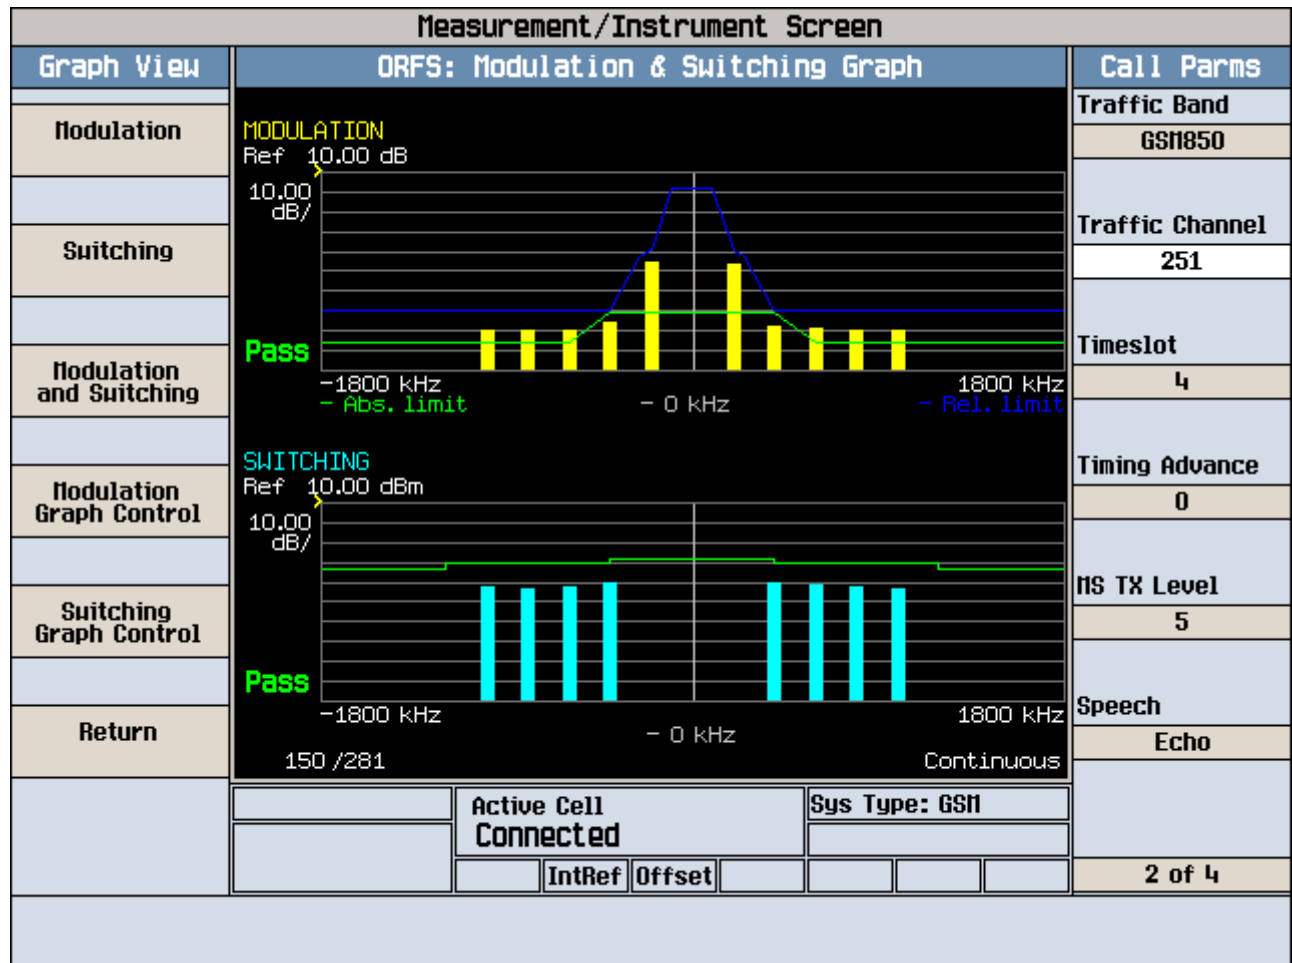 Measurement/Instrument Screen
Graph View
ORFS: Modulation & Switching Graph
Call Parms
Modulation
Switching
Modulation
and Switching
Modulation
Graph Control
Switching
Graph Control
Return
MODULATION
Ref 10.00 dB
10.00
dB/
Pass
-1800 kHz
1800 kHz
- Abs. limit
- 0 kHz
- Rel. limit
SWITCHING
Ref 10.00 dBm
10.00
dB/
Pass
-1800 kHz
1800 kHz
- 0 kHz
150 /281
Continuous
Traffic Band
GSM850
Traffic Channel
251
Timeslot
4
Timing Advance
0
MS TX Level
5
Speech
Echo
2 of 4
Active Cell
Connected
Sys Type: GSM
IntRef
Offset